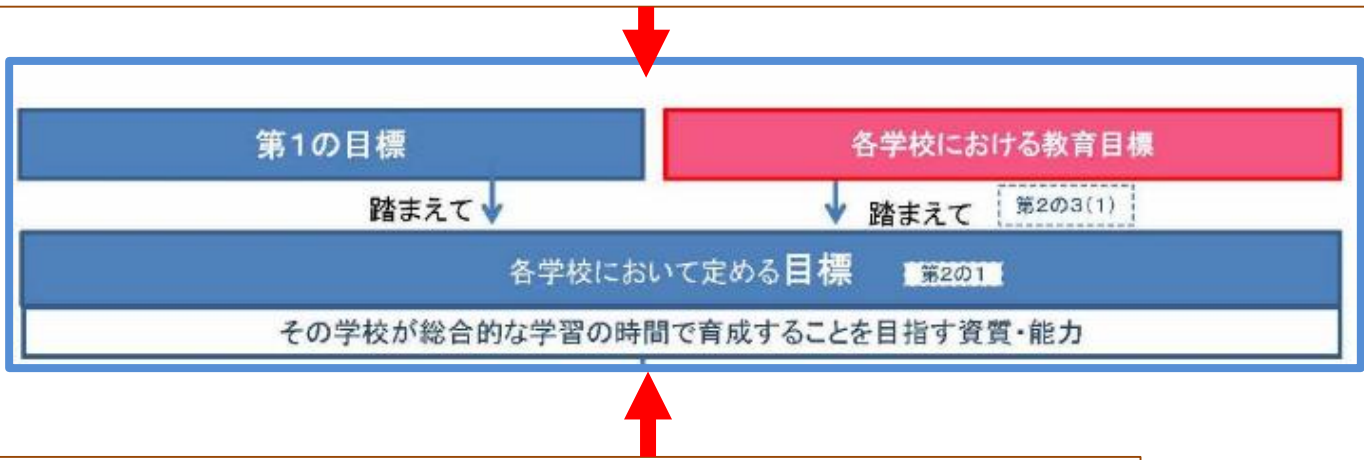 第1の目標
各学校における教育目標
踏まえて
踏まえて
第2の3(1)
各学校において定める目標
第2の1
その学校が総合的な学習の時間で育成することを目指す資質・能力